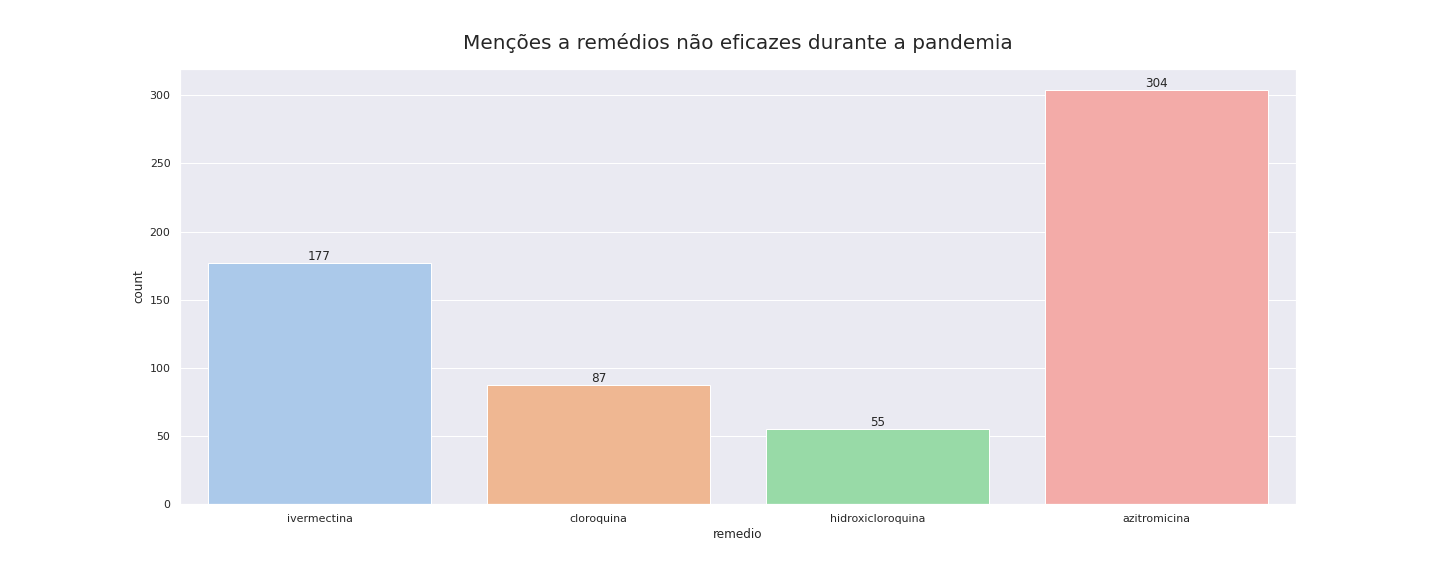 Menções a remédios não eficazes durante a pandemia
304
300
250
200
177
count
150
100
87
55
50
0
ivermectina cloroquina hidroxicloroquina azitromicina
remedio